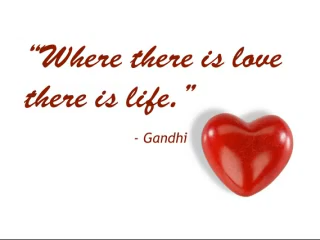 “Where there is love
there is life.”
- Gandhi